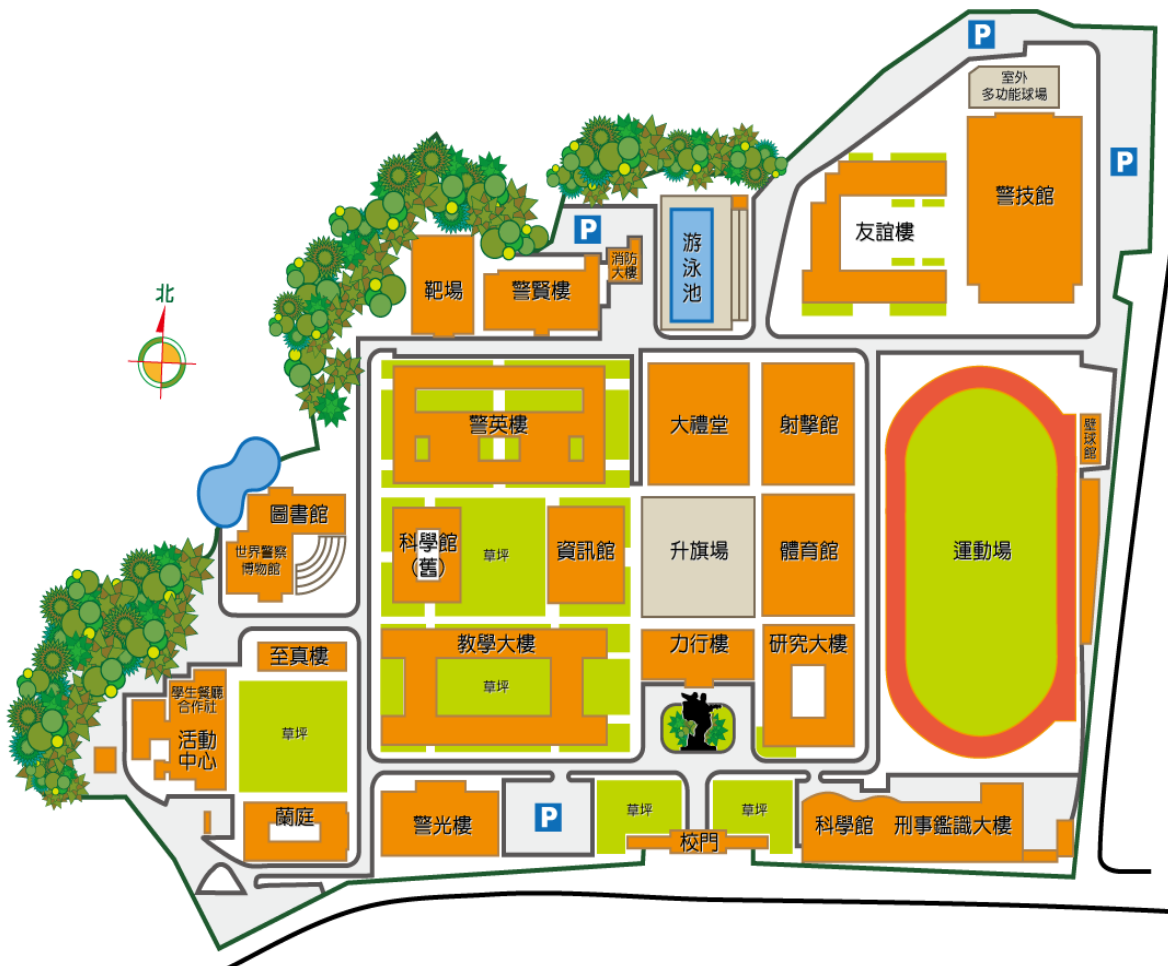 P
室外
多功能球場
P
警技館
友誼樓
P
游
泳
池
消防
大樓
靶場
警賢樓
北
警英樓
大禮堂
射擊館
壁
球
館
圖書館
世界警察
博物館
科學館
(舊)
草坪
資訊館
升旗場
體育館
運動場
至真樓
教學大樓
草坪
力行樓
研究大樓
學生餐廳
合作社
活動
中心
草坪
蘭庭
警光樓
P
草坪
校門
草坪
科學館
刑事鑑識大樓